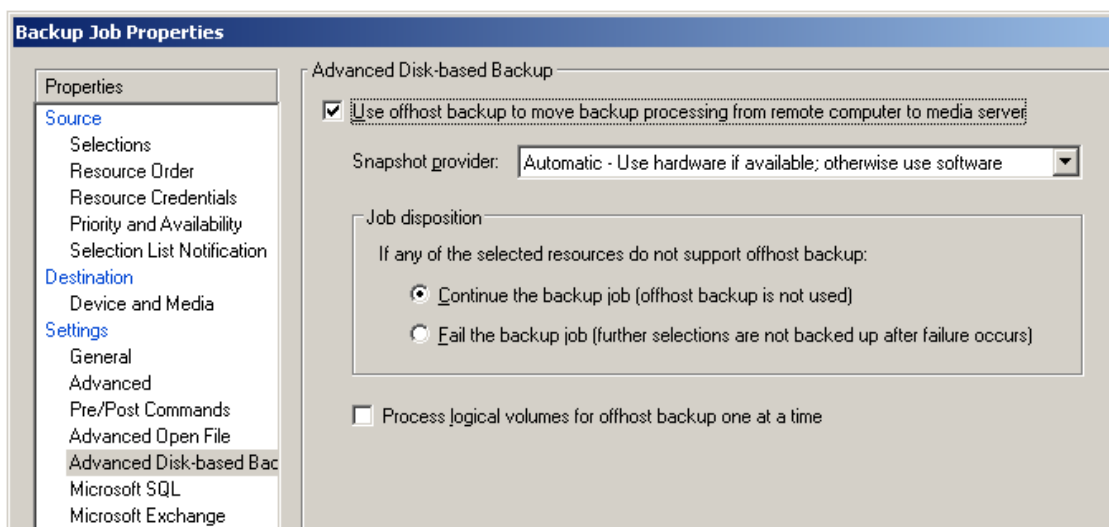 Backup Job Properties
Properties
Source
Selections
Resource Order
Resource Credentials
Priority and Availability
Selection List Notification
Destination
Device and Media
Settings
General
Advanced
Pre/Post Commands
Advanced Open File
Advanced Disk-based Bac
Microsoft SQL
Microsoft Exchange
Advanced Disk-based Backup
Use offhost backup to move backup processing from remote computer to media server
Snapshot provider: Automatic - Use hardware if available; otherwise use software
Job disposition
If any of the selected resources do not support offhost backup:
Continue the backup job (offhost backup is not used)
Fail the backup job (further selections are not backed up after failure occurs)
Process logical volumes for offhost backup one at a time